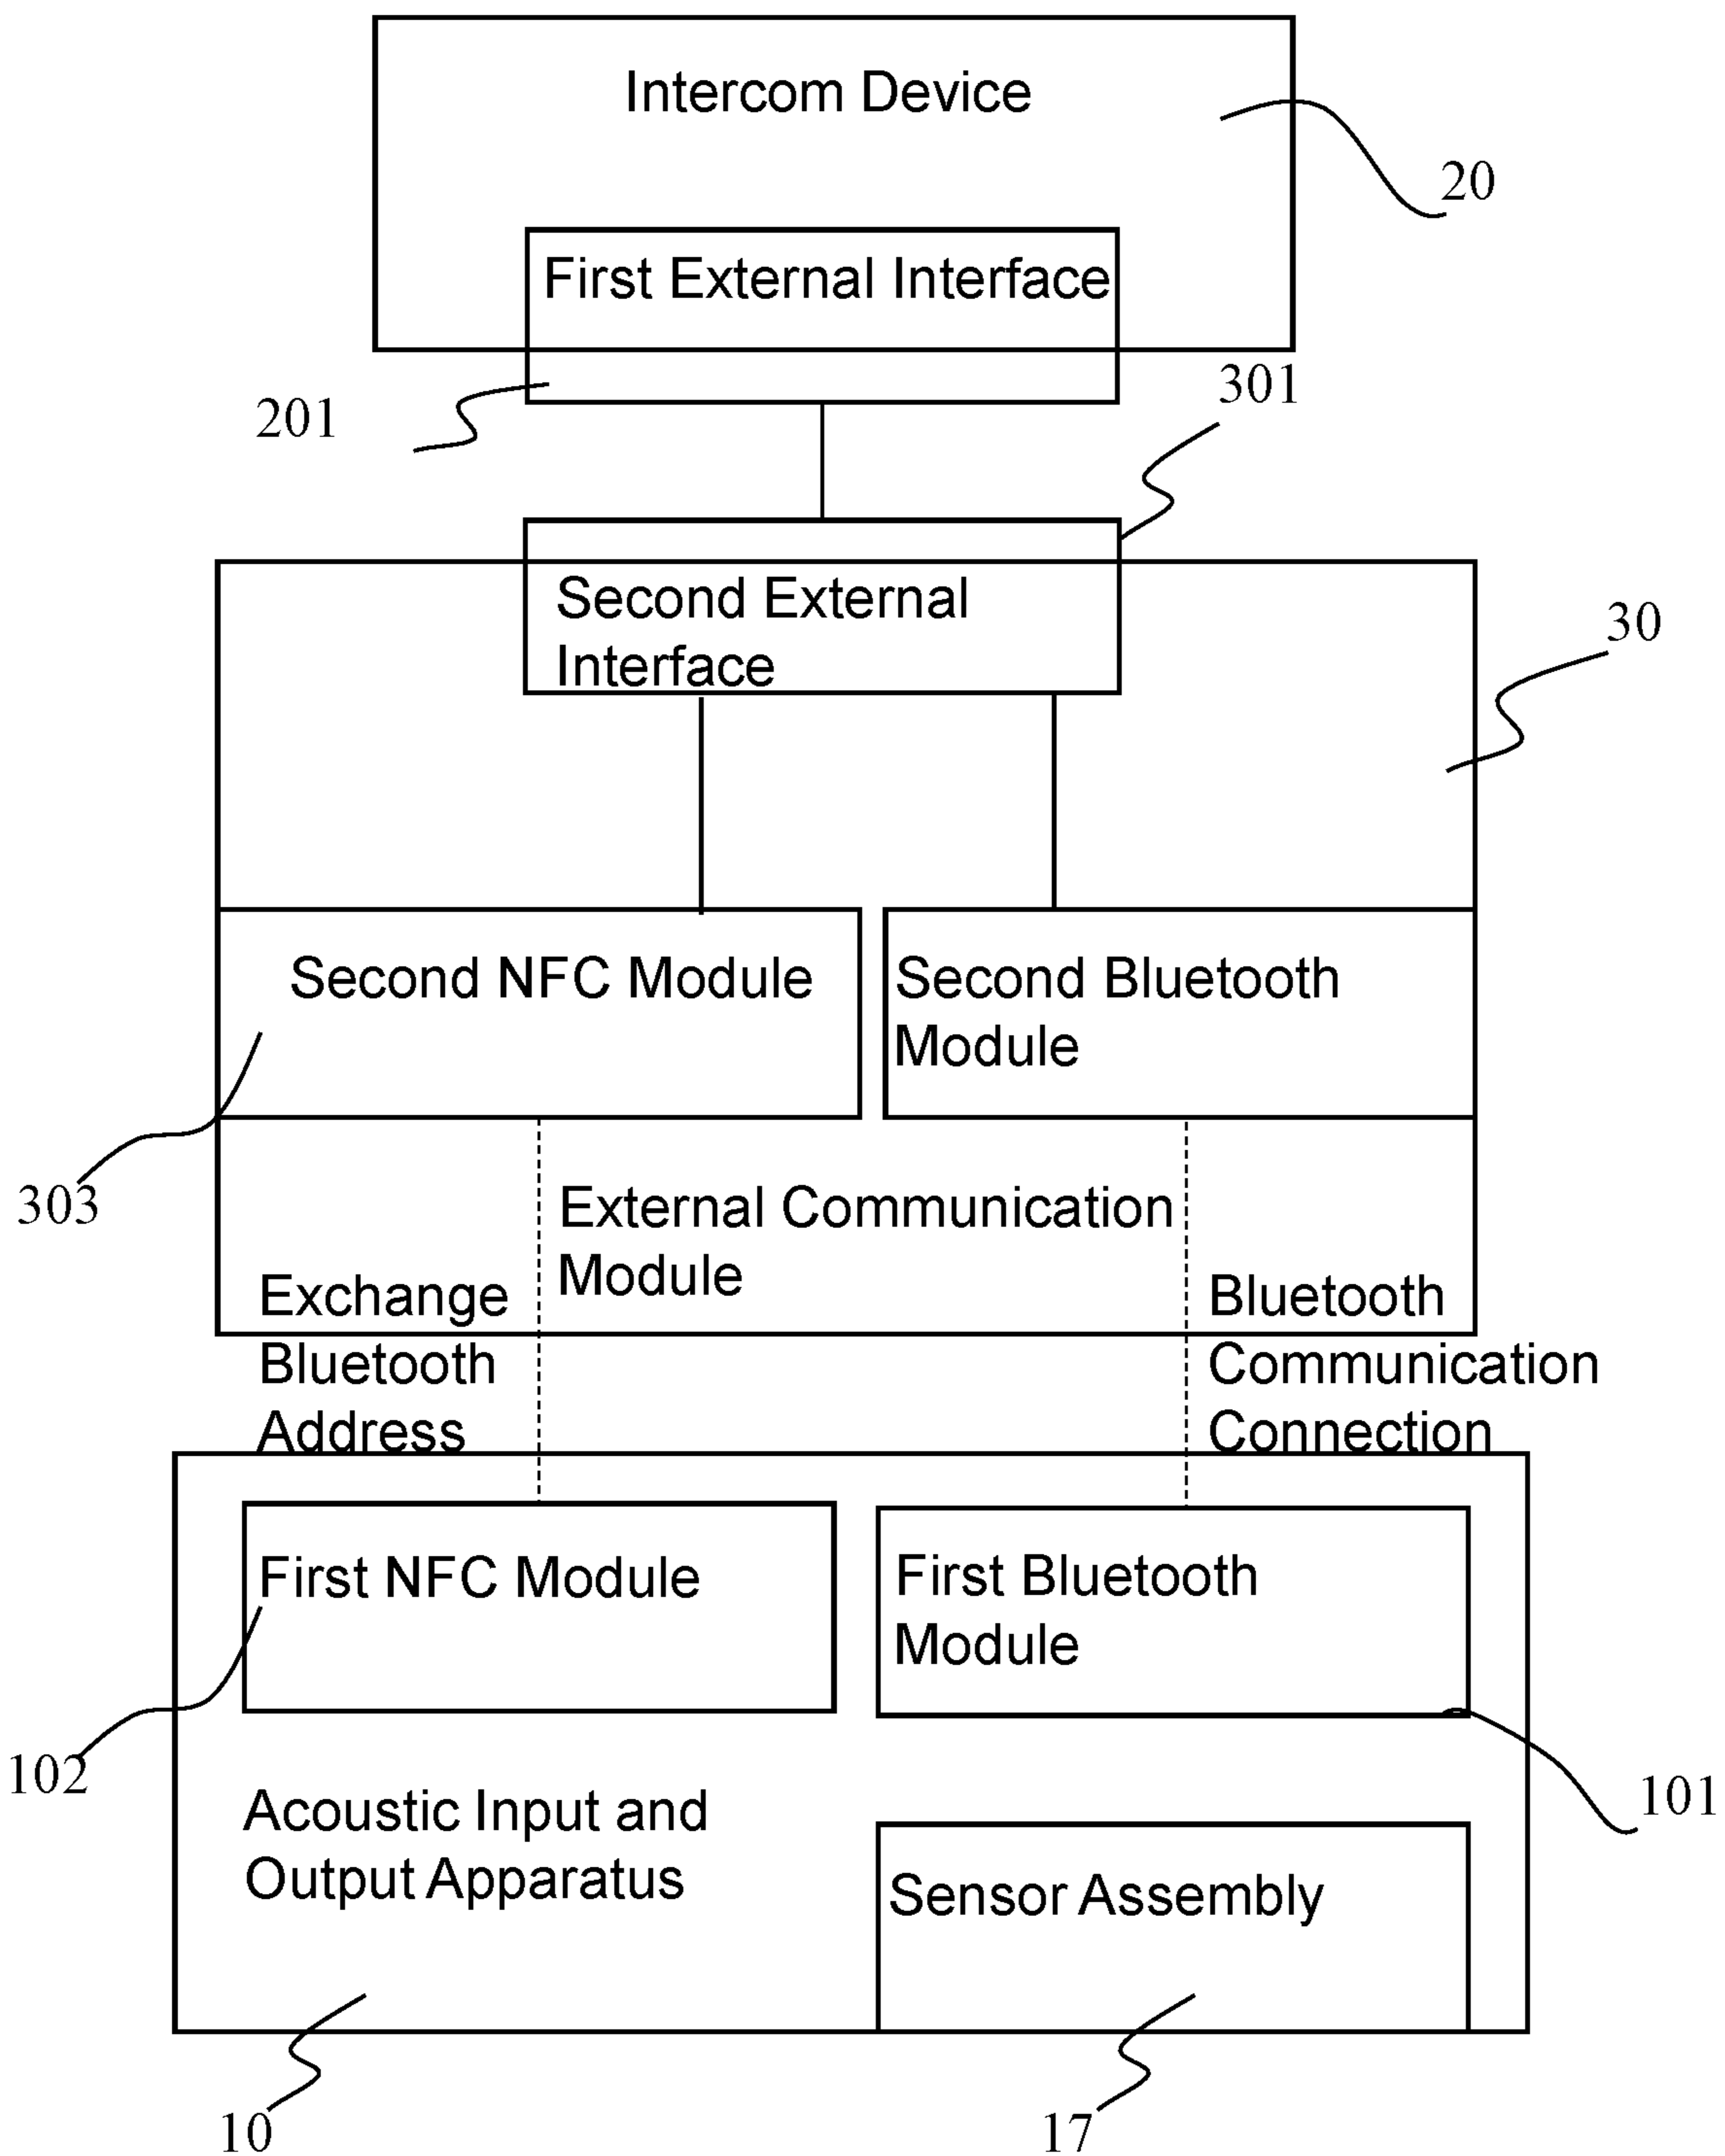 Intercom Device
20
First External Interface
201
301
Second External
Interface
30
Second NFC Module
Second Bluetooth
Module
303
External Communication
Module
Exchange
Bluetooth
Address
Bluetooth
Communication
Connection
First NFC Module
First Bluetooth
Module
102
101
Acoustic Input and
Output Apparatus
Sensor Assembly
10
17